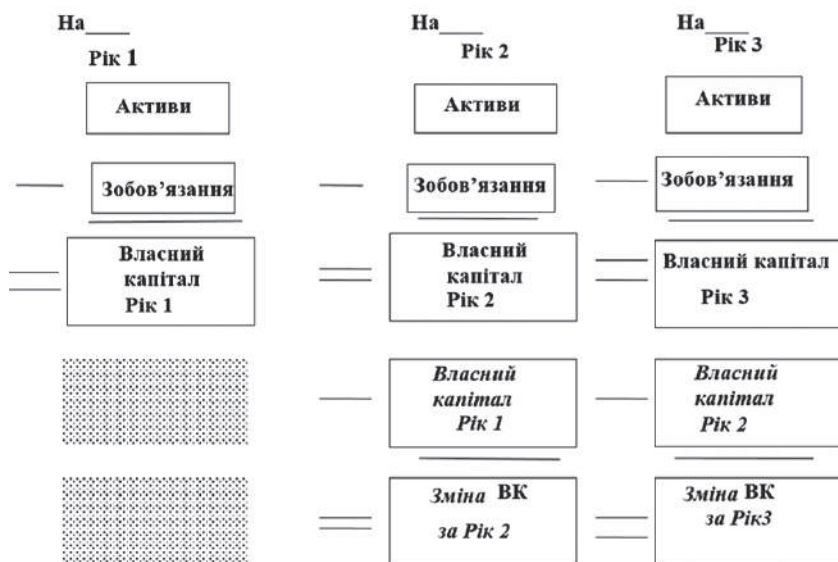 На____ На____ На____
Рік 1 Рік 2 Рік 3
Активи Активи Активи
Зобов’язання Зобов’язання Зобов’язання
Власний
капітал
Рік 1
Власний
капітал
Рік 2
Власний капітал
Рік 3
Власний
капітал
Рік 1
Власний
капітал
Рік 2
Зміна ВК
за Рік 2
Зміна ВК
за Рік3